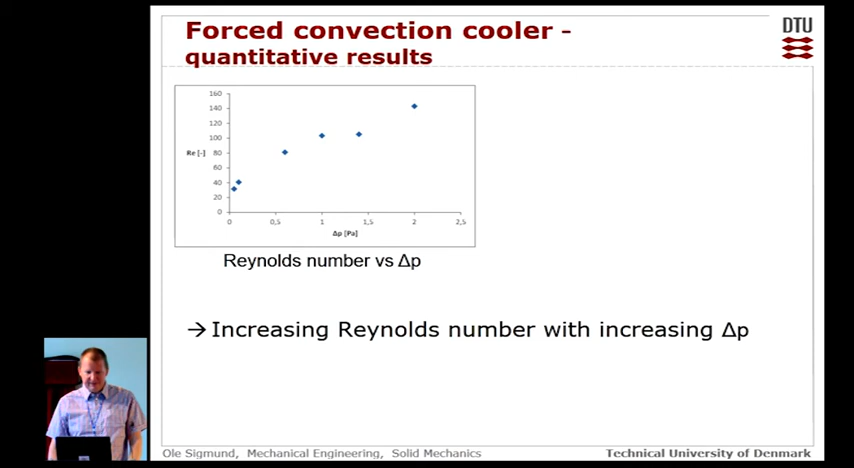 Forced convection cooler -
quantitative results
DTU
160
140
120
100
80
60
40
20
0
Re [-]
0 0,5 1 1,5 2 2,5
Δp [Pa]
Reynolds number vs Δp
→ Increasing Reynolds number with increasing Δp
Ole Sigmund, Mechanical Engineering, Solid Mechanics
Technical University of Denmark